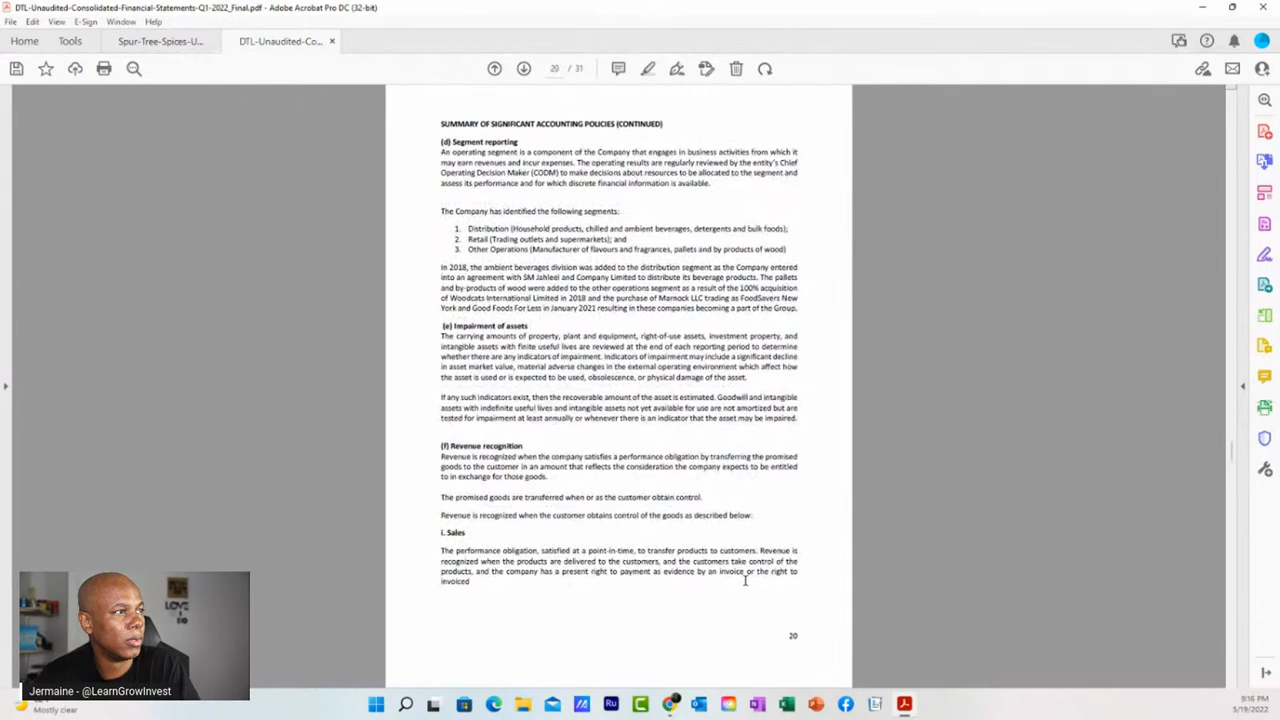 DTL-Unaudited-Consolidated-Financial-Statements-Q1-2022_Final.pdf - Adobe Acrobat Pro DC (32-bit)
File Edit View E-Sign Window Help
Home Tools Spur-Tree-Spices-U... DTL-Unaudited-Co... ×
20 / 31
SUMMARY OF SIGNIFICANT ACCOUNTING POLICIES (CONTINUED)
(d) Segment reporting
An operating segment is a component of the Company that engages in business activities from which it
may earn revenues and incur expenses. The operating results are regularly reviewed by the entity's Chief
Operating Decision Maker (CODM) to make decisions about resources to be allocated to the segment and
assess its performance and for which discrete financial information is available.
The Company has identified the following segments:
1. Distribution (Household products, chilled and ambient beverages, detergents and bulk foods);
2. Retail (Trading outlets and supermarkets); and
3. Other Operations (Manufacturer of flavours and fragrances, pallets and by products of wood)
In 2018, the ambient beverages division was added to the distribution segment as the Company entered
into an agreement with SM Jahleel and Company Limited to distribute its beverage products. The pallets
and by-products of wood were added to the other operations segment as a result of the 100% acquisition
of Woodcats International Limited in 2018 and the purchase of Marnock LLC trading as FoodSavers New
York and Good Foods For Less in January 2021 resulting in these companies becoming a part of the Group.
(e) Impairment of assets
The carrying amounts of property, plant and equipment, right-of-use assets, investment property, and
intangible assets with finite useful lives are reviewed at the end of each reporting period to determine
whether there are any indicators of impairment. Indicators of impairment may include a significant decline
in asset market value, material adverse changes in the external operating environment which affect how
the asset is used or is expected to be used, obsolescence, or physical damage of the asset.
If any such indicators exist, then the recoverable amount of the asset is estimated. Goodwill and intangible
assets with indefinite useful lives and intangible assets not yet available for use are not amortized but are
tested for impairment at least annually or whenever there is an indicator that the asset may be impaired.
(f) Revenue recognition
Revenue is recognized when the company satisfies a performance obligation by transferring the promised
goods to the customer in an amount that reflects the consideration the company expects to be entitled
to in exchange for those goods.
The promised goods are transferred when or as the customer obtain control.
Revenue is recognized when the customer obtains control of the goods as described below:
i. Sales
The performance obligation, satisfied at a point-in-time, to transfer products to customers. Revenue is
recognized when the products are delivered to the customers, and the customers take control of the
products, and the company has a present right to payment as evidence by an invoice or the right to
invoiced
20
LOVE
Jermaine - @LearnGrowInvest
Mostly clear
Ru
9:16 PM
5/19/2022